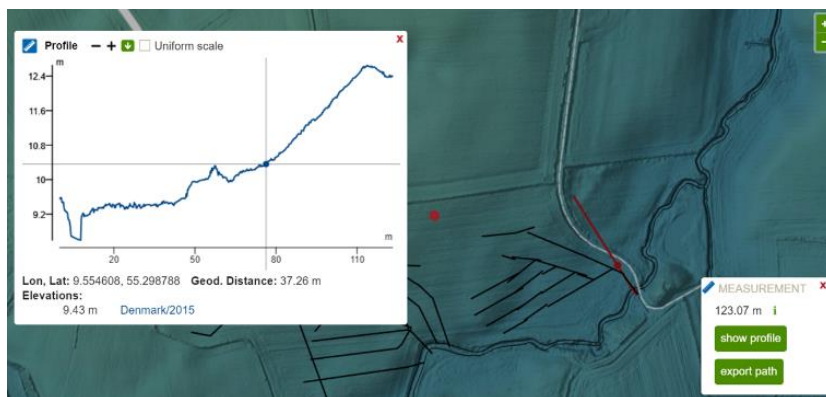 Profile − + Uniform scale x
m
12.4
11.6
10.8
10
9.2
m
20 50 80 110
Lon, Lat: 9.554608, 55.298788 Geod. Distance: 37.26 m
Elevations:
9.43 m Denmark/2015
+
−
MEASUREMENT x
123.07 m i
show profile
export path